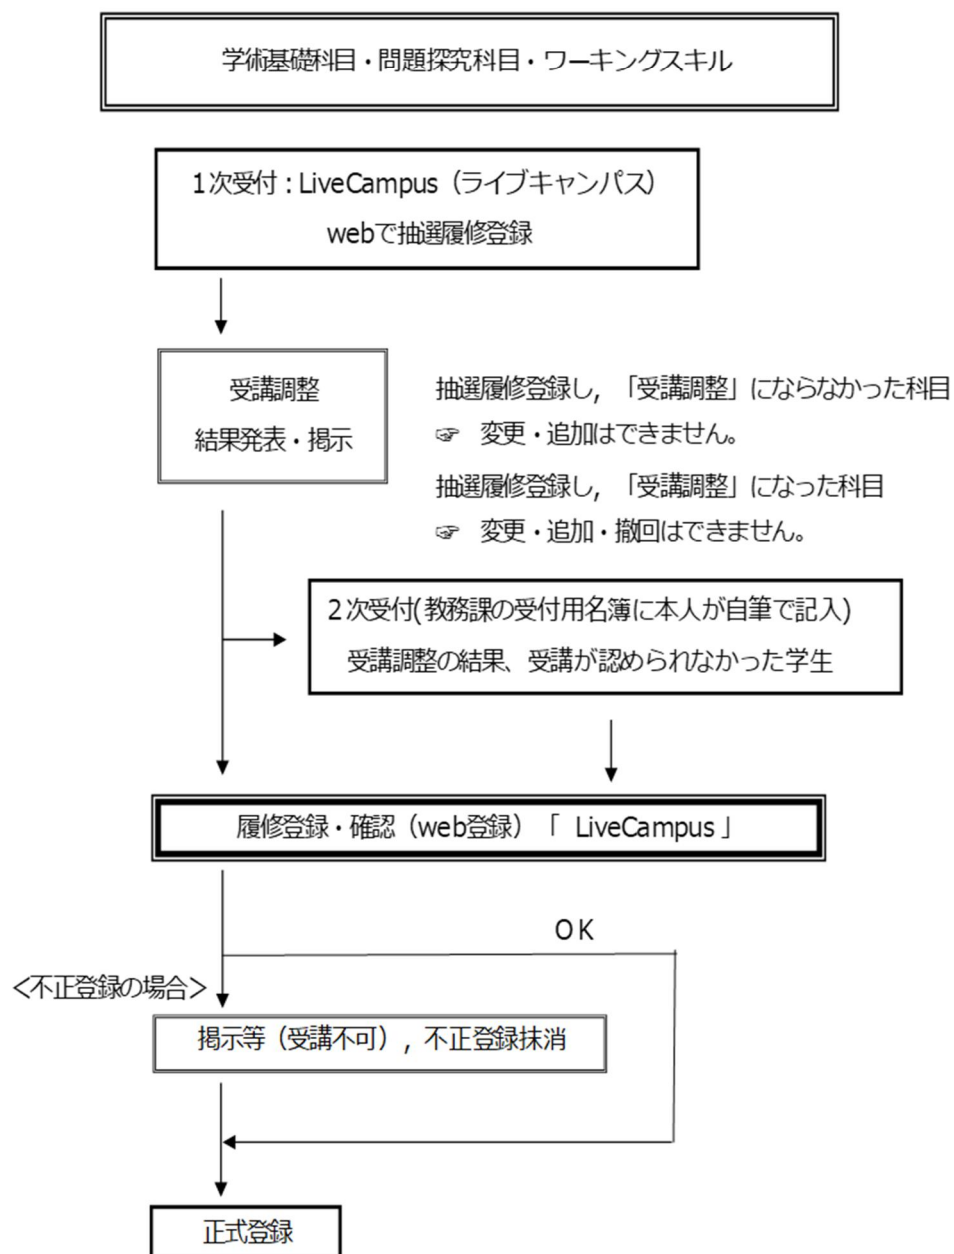 学術基礎科目・問題探究科目・ワーキングスキル
1次受付：LiveCampus（ライブキャンパス）
webで抽選履修登録
受講調整
結果発表・掲示
抽選履修登録し，「受講調整」にならなかった科目
☞ 変更・追加はできません。
抽選履修登録し，「受講調整」になった科目
☞ 変更・追加・撤回はできません。
2次受付(教務課の受付用名簿に本人が自筆で記入)
受講調整の結果、受講が認められなかった学生
履修登録・確認（web登録）「 LiveCampus 」
OK
＜不正登録の場合＞
掲示等（受講不可），不正登録抹消
正式登録